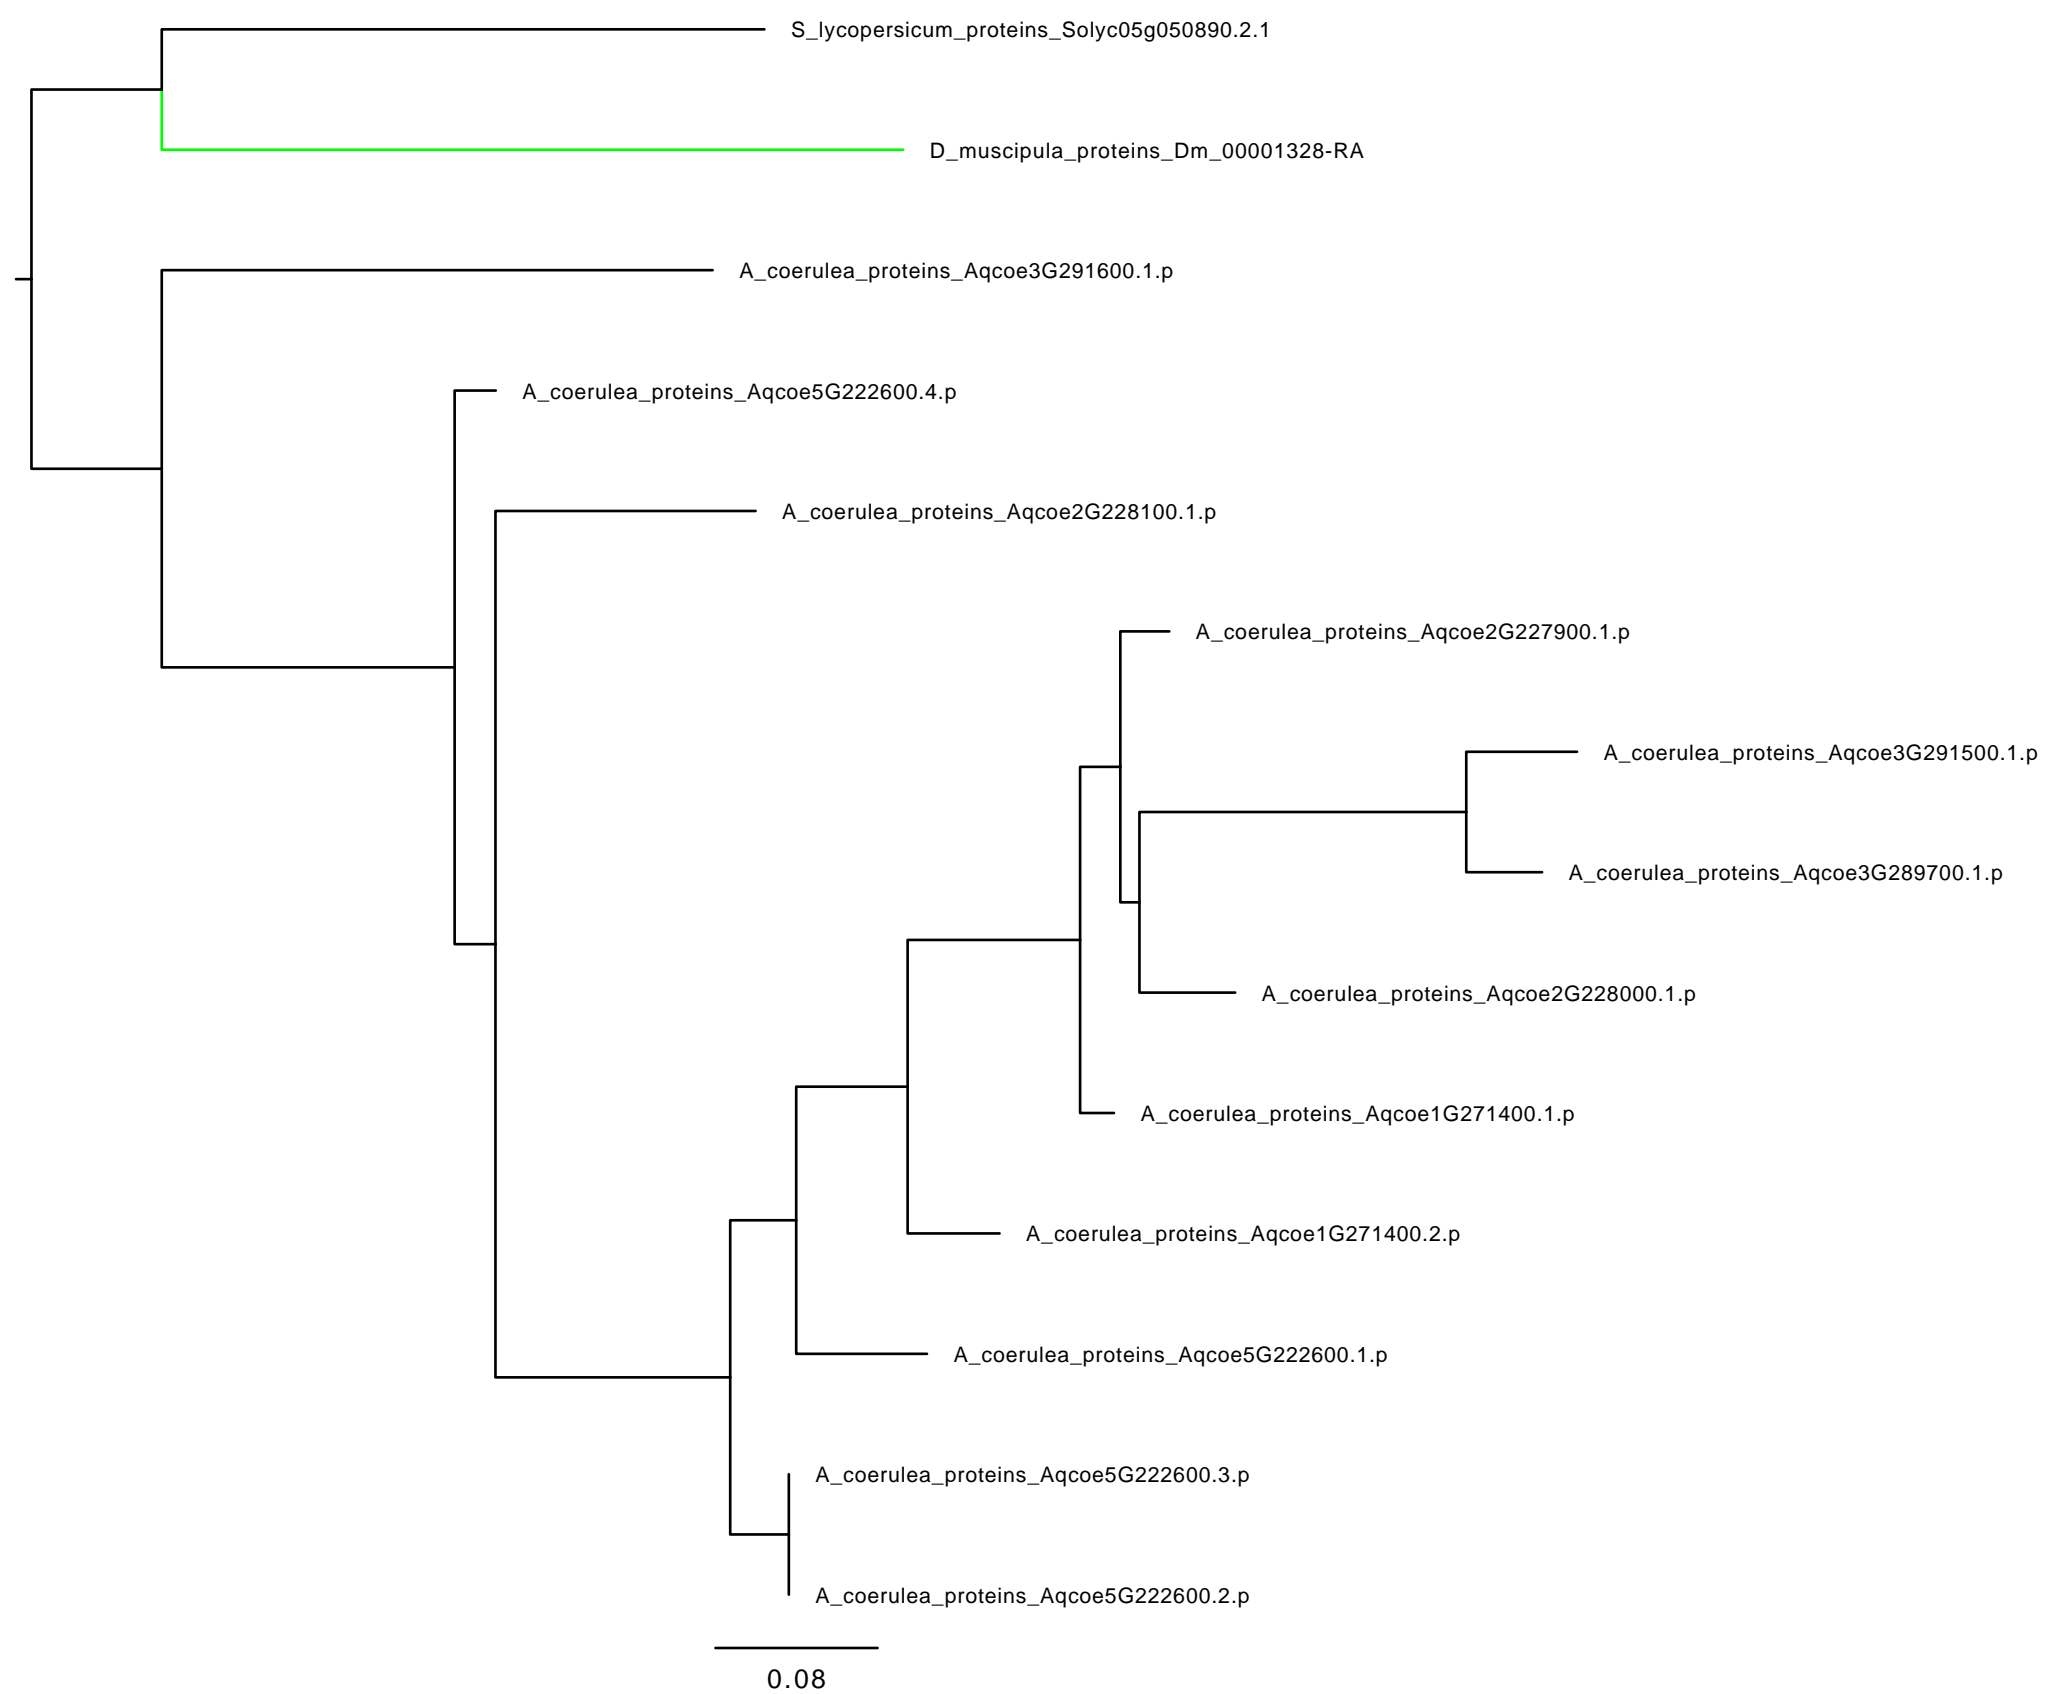 S_lycopersicum_proteins_Solyc05g050890.2.1
D_muscipula_proteins_Dm_00001328-RA
A_coerulea_proteins_Aqcoe3G291600.1.p
A_coerulea_proteins_Aqcoe5G222600.4.p
A_coerulea_proteins_Aqcoe2G228100.1.p
A_coerulea_proteins_Aqcoe2G227900.1.p
A_coerulea_proteins_Aqcoe3G291500.1.p
A_coerulea_proteins_Aqcoe3G289700.1.p
A_coerulea_proteins_Aqcoe2G228000.1.p
A_coerulea_proteins_Aqcoe1G271400.1.p
A_coerulea_proteins_Aqcoe1G271400.2.p
A_coerulea_proteins_Aqcoe5G222600.1.p
A_coerulea_proteins_Aqcoe5G222600.3.p
A_coerulea_proteins_Aqcoe5G222600.2.p
0.08